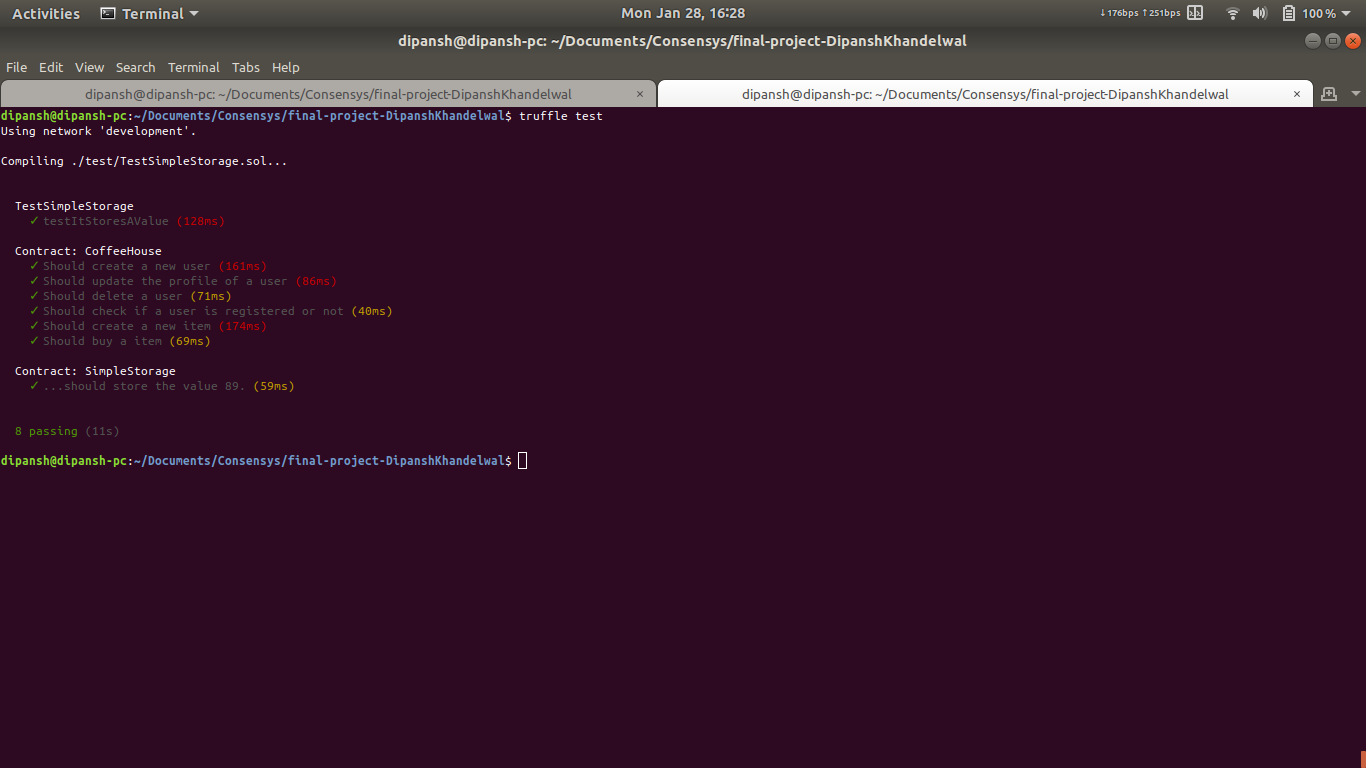 Activities Terminal Mon Jan 28, 16:28 ↓176bps ↑251bps 100 %
dipansh@dipansh-pc: ~/Documents/Consensys/final-project-DipanshKhandelwal
File Edit View Search Terminal Tabs Help
dipansh@dipansh-pc: ~/Documents/Consensys/final-project-DipanshKhandelwal × dipansh@dipansh-pc: ~/Documents/Consensys/final-project-DipanshKhandelwal ×
dipansh@dipansh-pc:~/Documents/Consensys/final-project-DipanshKhandelwal$ truffle test
Using network 'development'.
Compiling ./test/TestSimpleStorage.sol...
TestSimpleStorage
✓ testItStoresAValue (128ms)
Contract: CoffeeHouse
✓ Should create a new user (161ms)
✓ Should update the profile of a user (86ms)
✓ Should delete a user (71ms)
✓ Should check if a user is registered or not (40ms)
✓ Should create a new item (174ms)
✓ Should buy a item (69ms)
Contract: SimpleStorage
✓ ...should store the value 89. (59ms)
8 passing (11s)
dipansh@dipansh-pc:~/Documents/Consensys/final-project-DipanshKhandelwal$